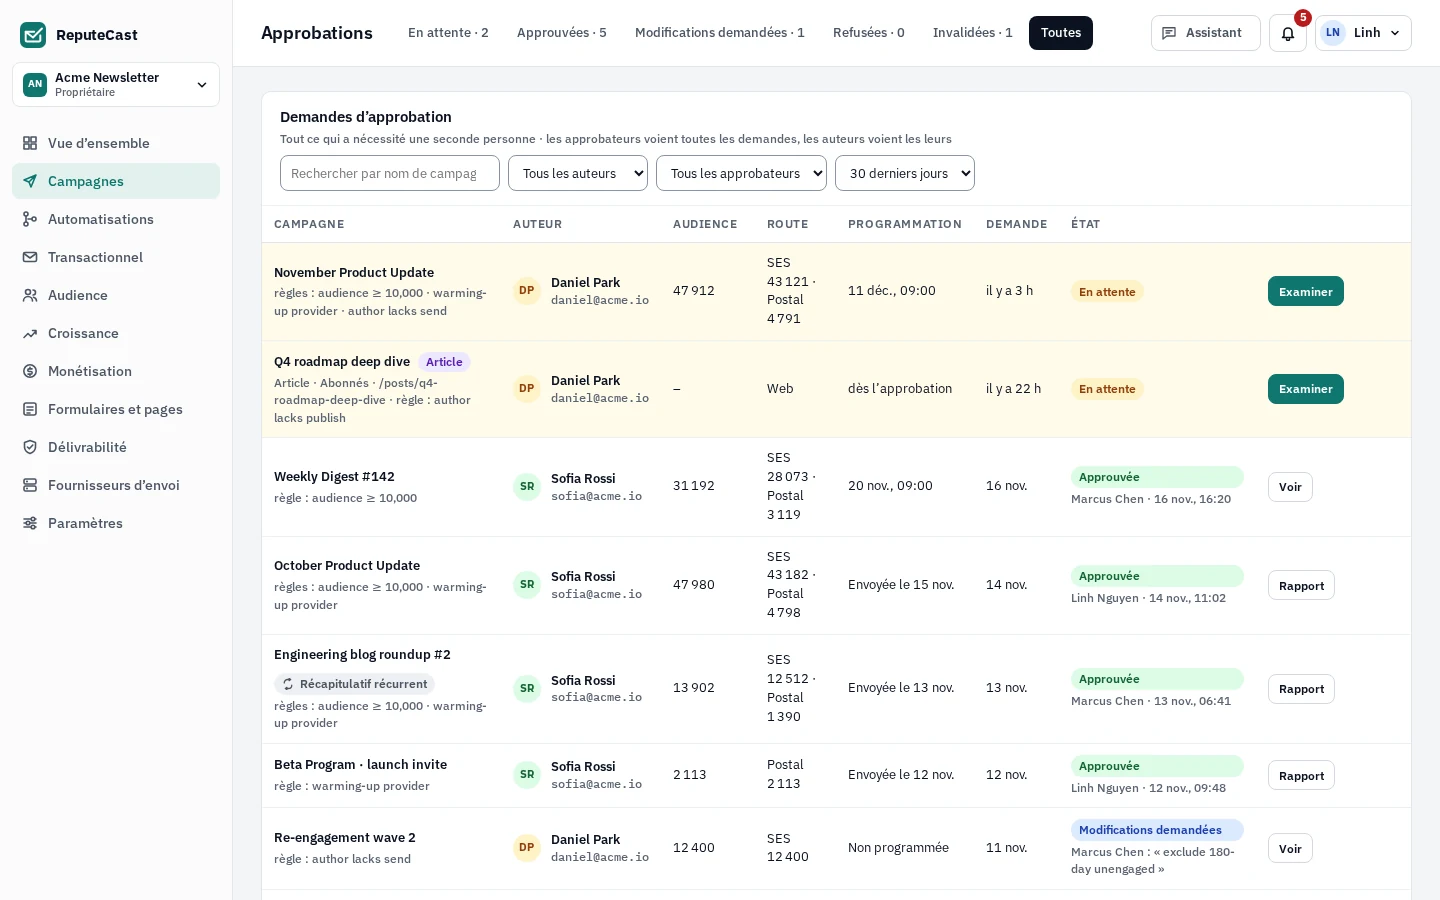 ReputeCast
AN
Acme Newsletter
Propriétaire
Vue d’ensemble
Campagnes
Automatisations
Transactionnel
Audience
Croissance
Monétisation
Formulaires et pages
Délivrabilité
Fournisseurs d’envoi
Paramètres
Approbations
En attente · 2
Approuvées · 5
Modifications demandées · 1
Refusées · 0
Invalidées · 1
Toutes
Assistant
5
LN
Linh
Demandes d’approbation
Tout ce qui a nécessité une seconde personne · les approbateurs voient toutes les demandes, les auteurs voient les leurs
Rechercher par nom de campag
Tous les auteurs
Tous les approbateurs
30 derniers jours
CAMPAGNE AUTEUR AUDIENCE ROUTE PROGRAMMATION DEMANDE ÉTAT
November Product Update
règles : audience ≥ 10,000 · warming-
up provider · author lacks send
DP
Daniel Park
daniel@acme.io
47 912
SES
43 121 ·
Postal
4 791
11 déc., 09:00
il y a 3 h
En attente
Examiner
Q4 roadmap deep dive
Article
Article · Abonnés · /posts/q4-
roadmap-deep-dive · règle : author
lacks publish
DP
Daniel Park
daniel@acme.io
–
Web
dès l’approbation
il y a 22 h
En attente
Examiner
Weekly Digest #142
règle : audience ≥ 10,000
SR
Sofia Rossi
sofia@acme.io
31 192
SES
28 073 ·
Postal
3 119
20 nov., 09:00
16 nov.
Approuvée
Marcus Chen · 16 nov., 16:20
Voir
October Product Update
règles : audience ≥ 10,000 · warming-
up provider
SR
Sofia Rossi
sofia@acme.io
47 980
SES
43 182 ·
Postal
4 798
Envoyée le 15 nov.
14 nov.
Approuvée
Linh Nguyen · 14 nov., 11:02
Rapport
Engineering blog roundup #2
Récapitulatif récurrent
règles : audience ≥ 10,000 · warming-
up provider
SR
Sofia Rossi
sofia@acme.io
13 902
SES
12 512 ·
Postal
1 390
Envoyée le 13 nov.
13 nov.
Approuvée
Marcus Chen · 13 nov., 06:41
Rapport
Beta Program · launch invite
règle : warming-up provider
SR
Sofia Rossi
sofia@acme.io
2 113
Postal
2 113
Envoyée le 12 nov.
12 nov.
Approuvée
Linh Nguyen · 12 nov., 09:48
Rapport
Re-engagement wave 2
règle : author lacks send
DP
Daniel Park
daniel@acme.io
12 400
SES
12 400
Non programmée
11 nov.
Modifications demandées
Marcus Chen : « exclude 180-
day unengaged »
Voir